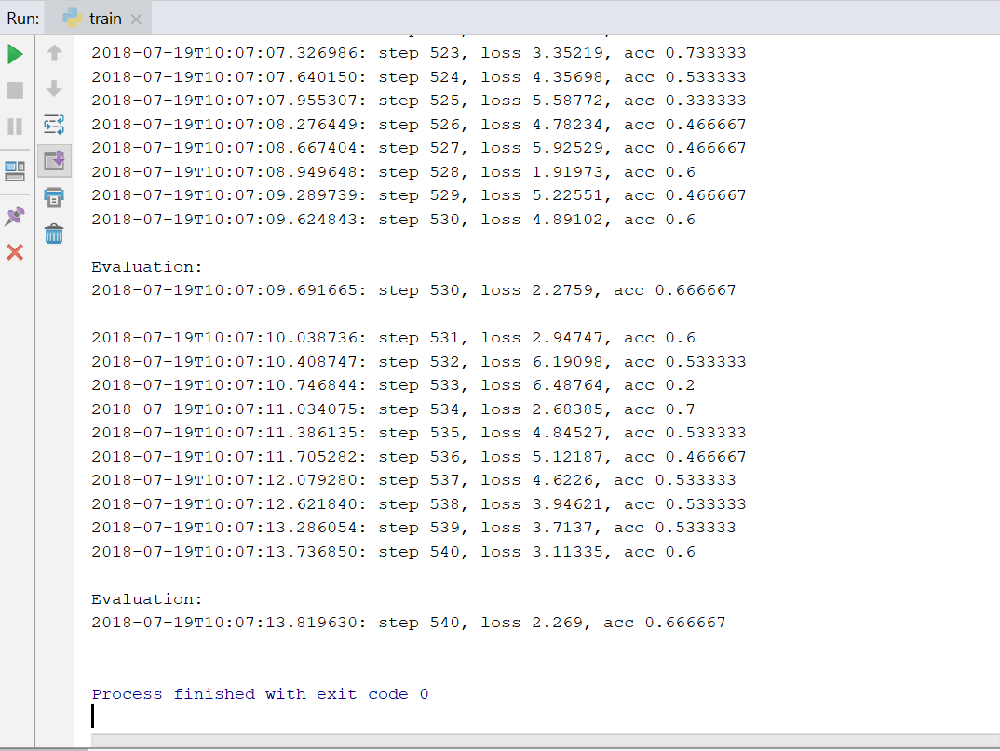 Run: train
2018-07-19T10:07:07.326986: step 523, loss 3.35219, acc 0.733333
2018-07-19T10:07:07.640150: step 524, loss 4.35698, acc 0.533333
2018-07-19T10:07:07.955307: step 525, loss 5.58772, acc 0.333333
2018-07-19T10:07:08.276449: step 526, loss 4.78234, acc 0.466667
2018-07-19T10:07:08.667404: step 527, loss 5.92529, acc 0.466667
2018-07-19T10:07:08.949648: step 528, loss 1.91973, acc 0.6
2018-07-19T10:07:09.289739: step 529, loss 5.22551, acc 0.466667
2018-07-19T10:07:09.624843: step 530, loss 4.89102, acc 0.6
Evaluation:
2018-07-19T10:07:09.691665: step 530, loss 2.2759, acc 0.666667
2018-07-19T10:07:10.038736: step 531, loss 2.94747, acc 0.6
2018-07-19T10:07:10.408747: step 532, loss 6.19098, acc 0.533333
2018-07-19T10:07:10.746844: step 533, loss 6.48764, acc 0.2
2018-07-19T10:07:11.034075: step 534, loss 2.68385, acc 0.7
2018-07-19T10:07:11.386135: step 535, loss 4.84527, acc 0.533333
2018-07-19T10:07:11.705282: step 536, loss 5.12187, acc 0.466667
2018-07-19T10:07:12.079280: step 537, loss 4.6226, acc 0.533333
2018-07-19T10:07:12.621840: step 538, loss 3.94621, acc 0.533333
2018-07-19T10:07:13.286054: step 539, loss 3.7137, acc 0.533333
2018-07-19T10:07:13.736850: step 540, loss 3.11335, acc 0.6
Evaluation:
2018-07-19T10:07:13.819630: step 540, loss 2.269, acc 0.666667
Process finished with exit code 0